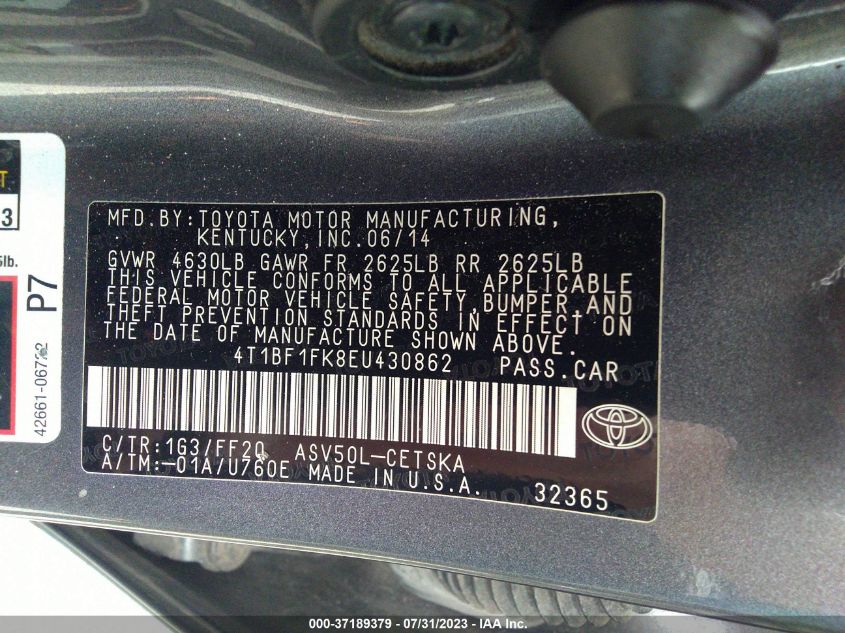 T
3
5lb.
P7
42661-06722
MFD.BY:TOYOTA MOTOR MANUFACTURING,
KENTUCKY,INC.06/14
GVWR 4630LB GAWR FR 2625LB RR 2625LB
THIS VEHICLE CONFORMS TO ALL APPLICABLE
FEDERAL MOTOR VEHICLE SAFETY,BUMPER,AND
THEFT PREVENTION STANDARDS IN EFFECT ON
THE DATE OF MANUFACTURE SHOWN ABOVE.
4T1BF1FK8EU430862 PASS.CAR
C/TR:1G3/FF20 ASV50L-CETSKA
A/TM:-01A/U760E MADE IN U.S.A. 32365
000-37189379 - 07/31/2023 - © IAA Inc.